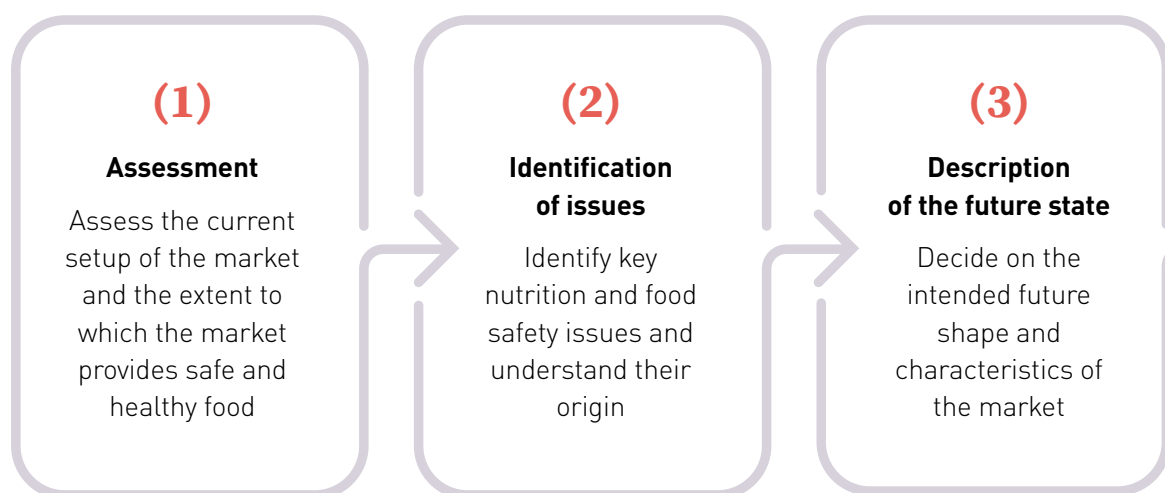 (1)
Assessment
Assess the current
setup of the market
and the extent to
which the market
provides safe and
healthy food
(2)
Identification
of issues
Identify key
nutrition and food
safety issues and
understand their
origin
(3)
Description
of the future state
Decide on the
intended future
shape and
characteristics of
the market